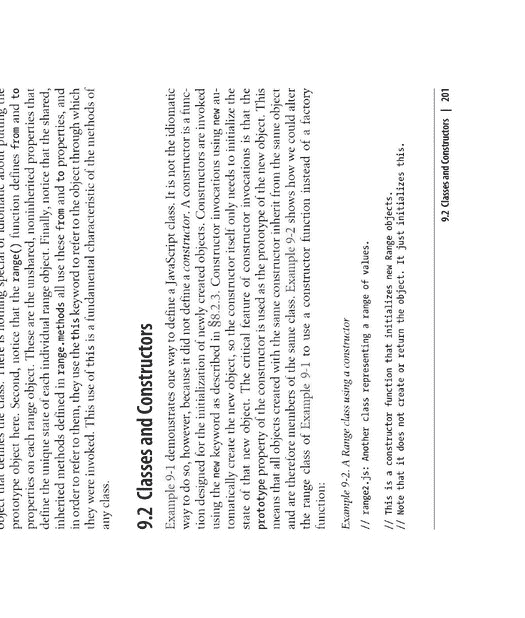 object that defines the class. There is nothing special or idiomatic about putting the
prototype object here. Second, notice that the range() function defines from and to
properties on each range object. These are the unshared, noninherited properties that
define the unique state of each individual range object. Finally, notice that the shared,
inherited methods defined in range.methods all use these from and to properties, and
in order to refer to them, they use the this keyword to refer to the object through which
they were invoked. This use of this is a fundamental characteristic of the methods of
any class.
9.2 Classes and Constructors
Example 9-1 demonstrates one way to define a JavaScript class. It is not the idiomatic
way to do so, however, because it did not define a constructor. A constructor is a func-
tion designed for the initialization of newly created objects. Constructors are invoked
using the new keyword as described in §8.2.3. Constructor invocations using new au-
tomatically create the new object, so the constructor itself only needs to initialize the
state of that new object. The critical feature of constructor invocations is that the
prototype property of the constructor is used as the prototype of the new object. This
means that all objects created with the same constructor inherit from the same object
and are therefore members of the same class. Example 9-2 shows how we could alter
the range class of Example 9-1 to use a constructor function instead of a factory
function:
Example 9-2. A Range class using a constructor
// range2.js: Another class representing a range of values.
// This is a constructor function that initializes new Range objects.
// Note that it does not create or return the object. It just initializes this.
9.2 Classes and Constructors | 201